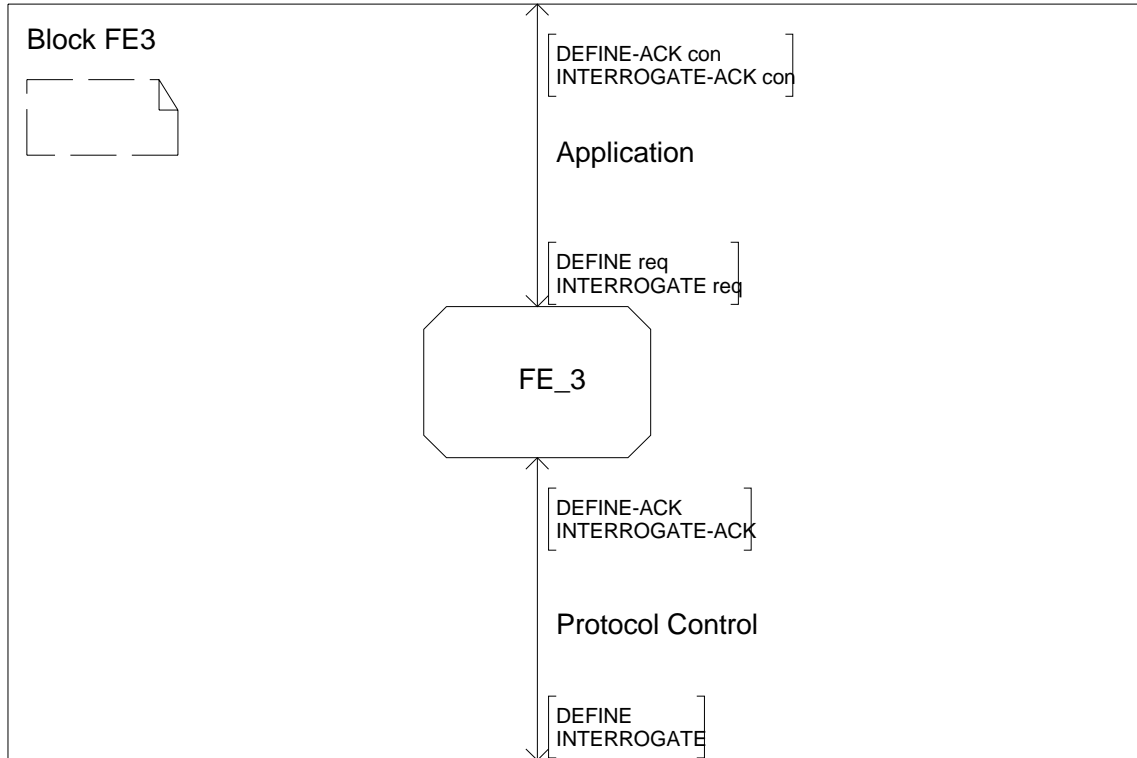 Block FE3
DEFINE-ACK con
INTERROGATE-ACK con
Application
DEFINE req
INTERROGATE req
FE_3
DEFINE-ACK
INTERROGATE-ACK
Protocol Control
DEFINE
INTERROGATE